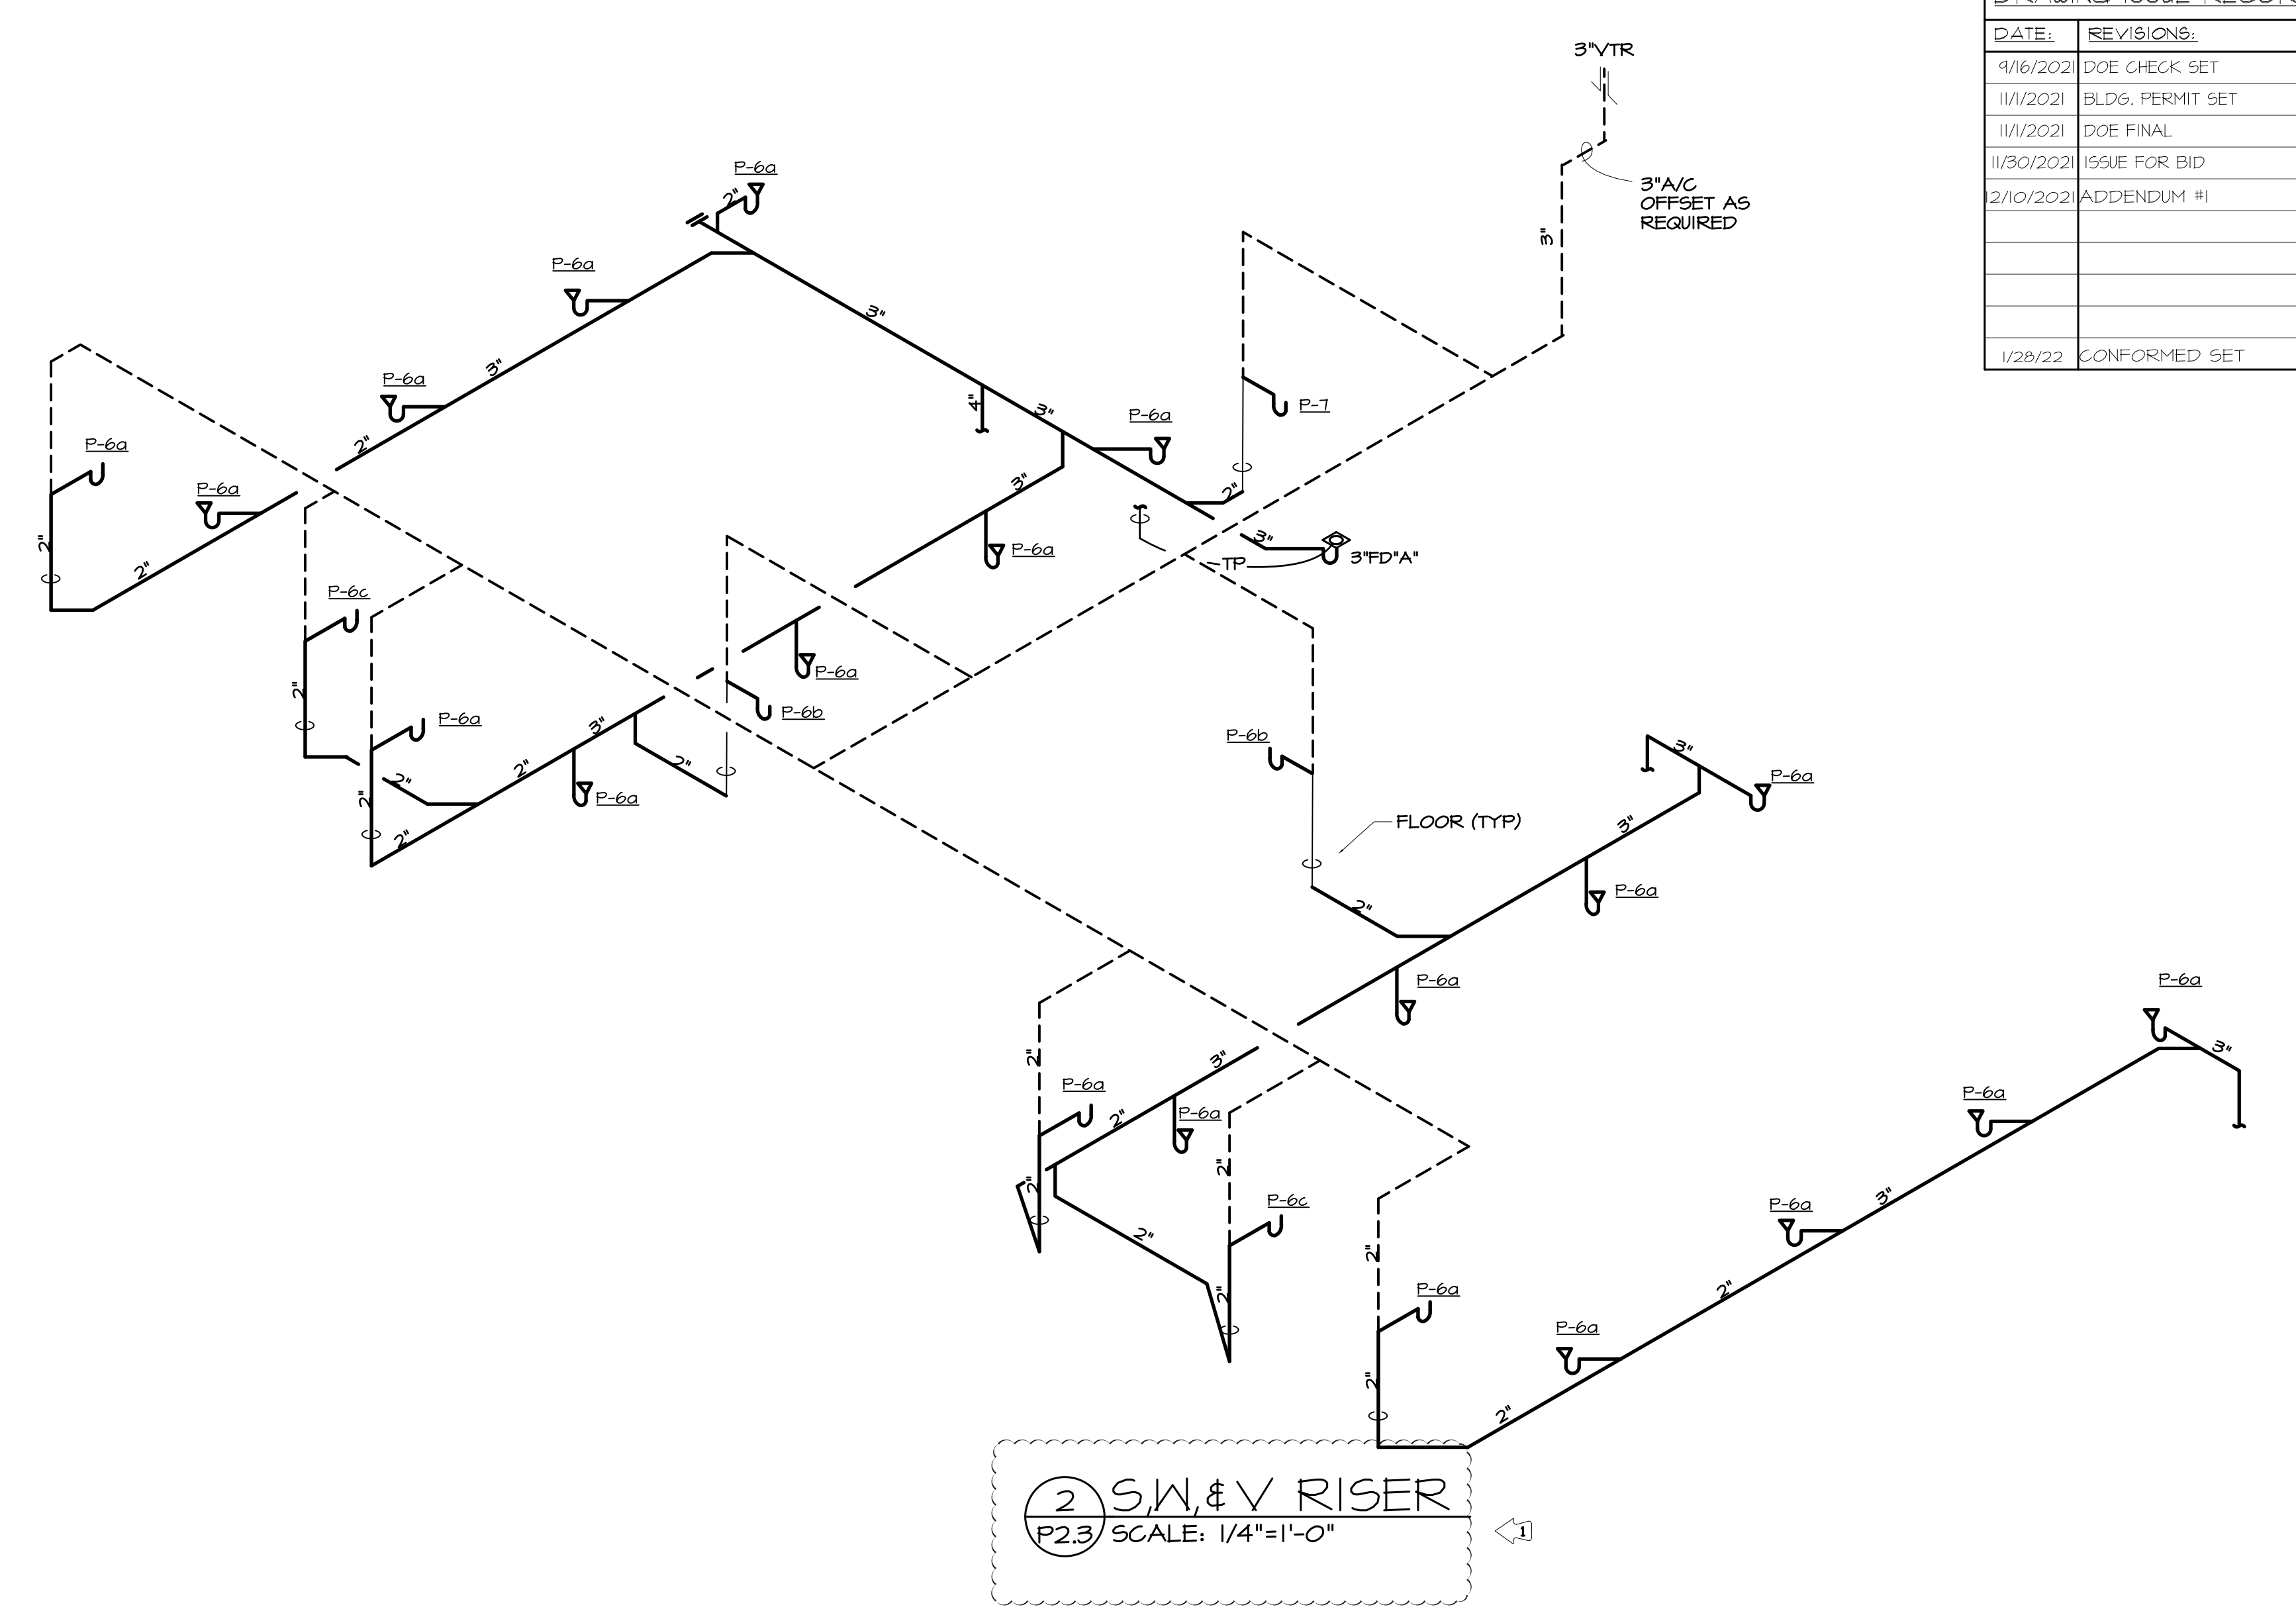 DATE: REVISIONS:
9/16/2021 DOE CHECK SET
11/1/2021 BLDG. PERMIT SET
11/1/2021 DOE FINAL
11/30/2021 ISSUE FOR BID
12/10/2021 ADDENDUM #1
1/28/22 CONFORMED SET
3"VTR
3"A/C
OFFSET AS
REQUIRED
3"
P-6a
2"
P-6a
3"
3"
P-6a
2"
4"
3"
P-6a
P-7
P-6a
P-6a
2"
2"
3"
2"
P-6a
3"
TP
3"FD"A"
P-6c
2"
P-6a
P-6b
P-6a
2"
2"
2"
2"
3"
P-6a
2"
P-6b
FLOOR (TYP)
3"
P-6a
3"
P-6a
2"
P-6a
2"
P-6a
2"
2"
3"
P-6a
2"
P-6c
2"
2"
2"
P-6a
2"
P-6a
3"
P-6a
P-6a
3"
2"
P-6a
2"
2
P2.3
S,W,& V RISER
SCALE: 1/4"=1'-0"
1